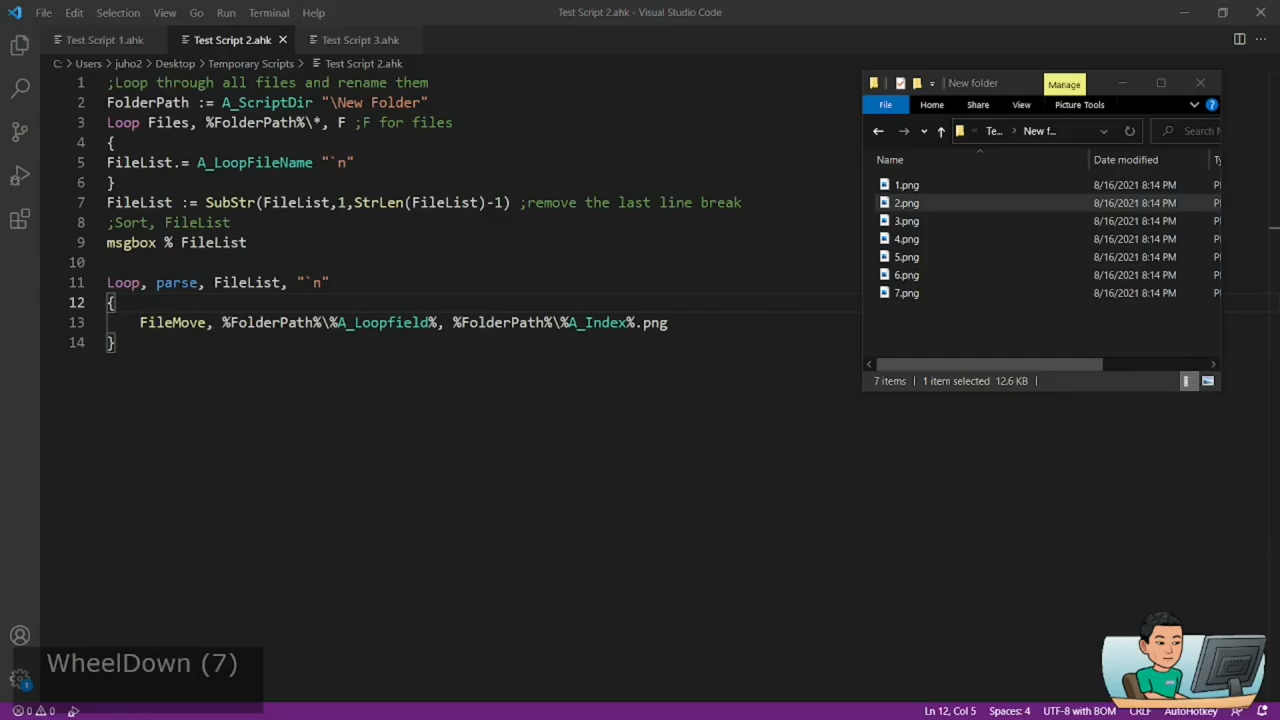 File Edit Selection View Go Run Terminal Help
Test Script 2.ahk - Visual Studio Code
Test Script 1.ahk
Test Script 2.ahk
Test Script 3.ahk
C: > Users > juho2 > Desktop > Temporary Scripts > Test Script 2.ahk
1 ;Loop through all files and rename them
2 FolderPath := A_ScriptDir "\New Folder"
3 Loop Files, %FolderPath%\*, F ;F for files
4 {
5 FileList.= A_LoopFileName "`n"
6 }
7 FileList := SubStr(FileList,1,StrLen(FileList)-1) ;remove the last line break
8 ;Sort, FileList
9 msgbox % FileList
10
11 Loop, parse, FileList, "`n"
12 {
13 FileMove, %FolderPath%\%A_Loopfield%, %FolderPath%\%A_Index%.png
14 }
New folder
Manage
File Home Share View Picture Tools
Te... > New f...
Search
Name Date modified Ty
1.png 8/16/2021 8:14 PM
2.png 8/16/2021 8:14 PM
3.png 8/16/2021 8:14 PM
4.png 8/16/2021 8:14 PM
5.png 8/16/2021 8:14 PM
6.png 8/16/2021 8:14 PM
7.png 8/16/2021 8:14 PM
7 items 1 item selected 12.6 KB
WheelDown (7)
1
0 0
Ln 12, Col 5 Spaces: 4 UTF-8 with BOM CRLF AutoHotkey